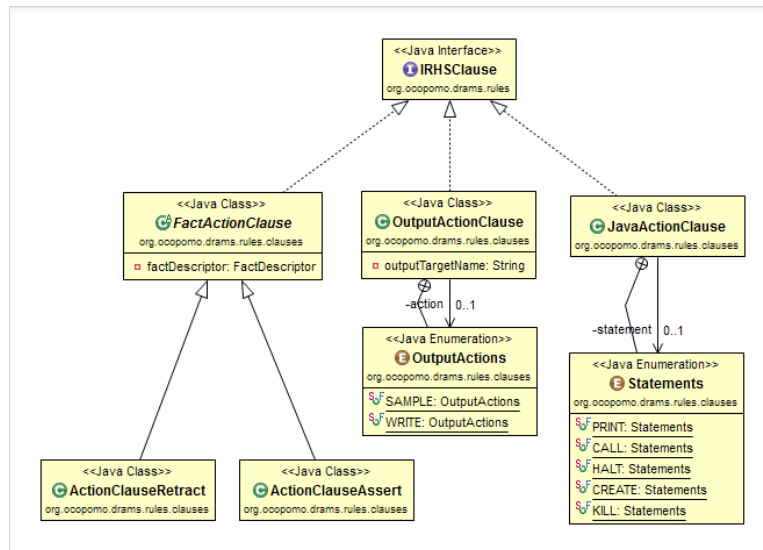 <<Java Interface>>
IRHSClause
org.ocopomo.drams.rules
<<Java Class>>
FactActionClause
org.ocopomo.drams.rules.clauses
factDescriptor: FactDescriptor
<<Java Class>>
OutputActionClause
org.ocopomo.drams.rules.clauses
outputTargetName: String
<<Java Class>>
JavaActionClause
org.ocopomo.drams.rules.clauses
-action
0..1
-statement
0..1
<<Java Enumeration>>
OutputActions
org.ocopomo.drams.rules.clauses
SAMPLE: OutputActions
WRITE: OutputActions
<<Java Enumeration>>
Statements
org.ocopomo.drams.rules.clauses
PRINT: Statements
CALL: Statements
HALT: Statements
CREATE: Statements
KILL: Statements
<<Java Class>>
ActionClauseRetract
org.ocopomo.drams.rules.clauses
<<Java Class>>
ActionClauseAssert
org.ocopomo.drams.rules.clauses